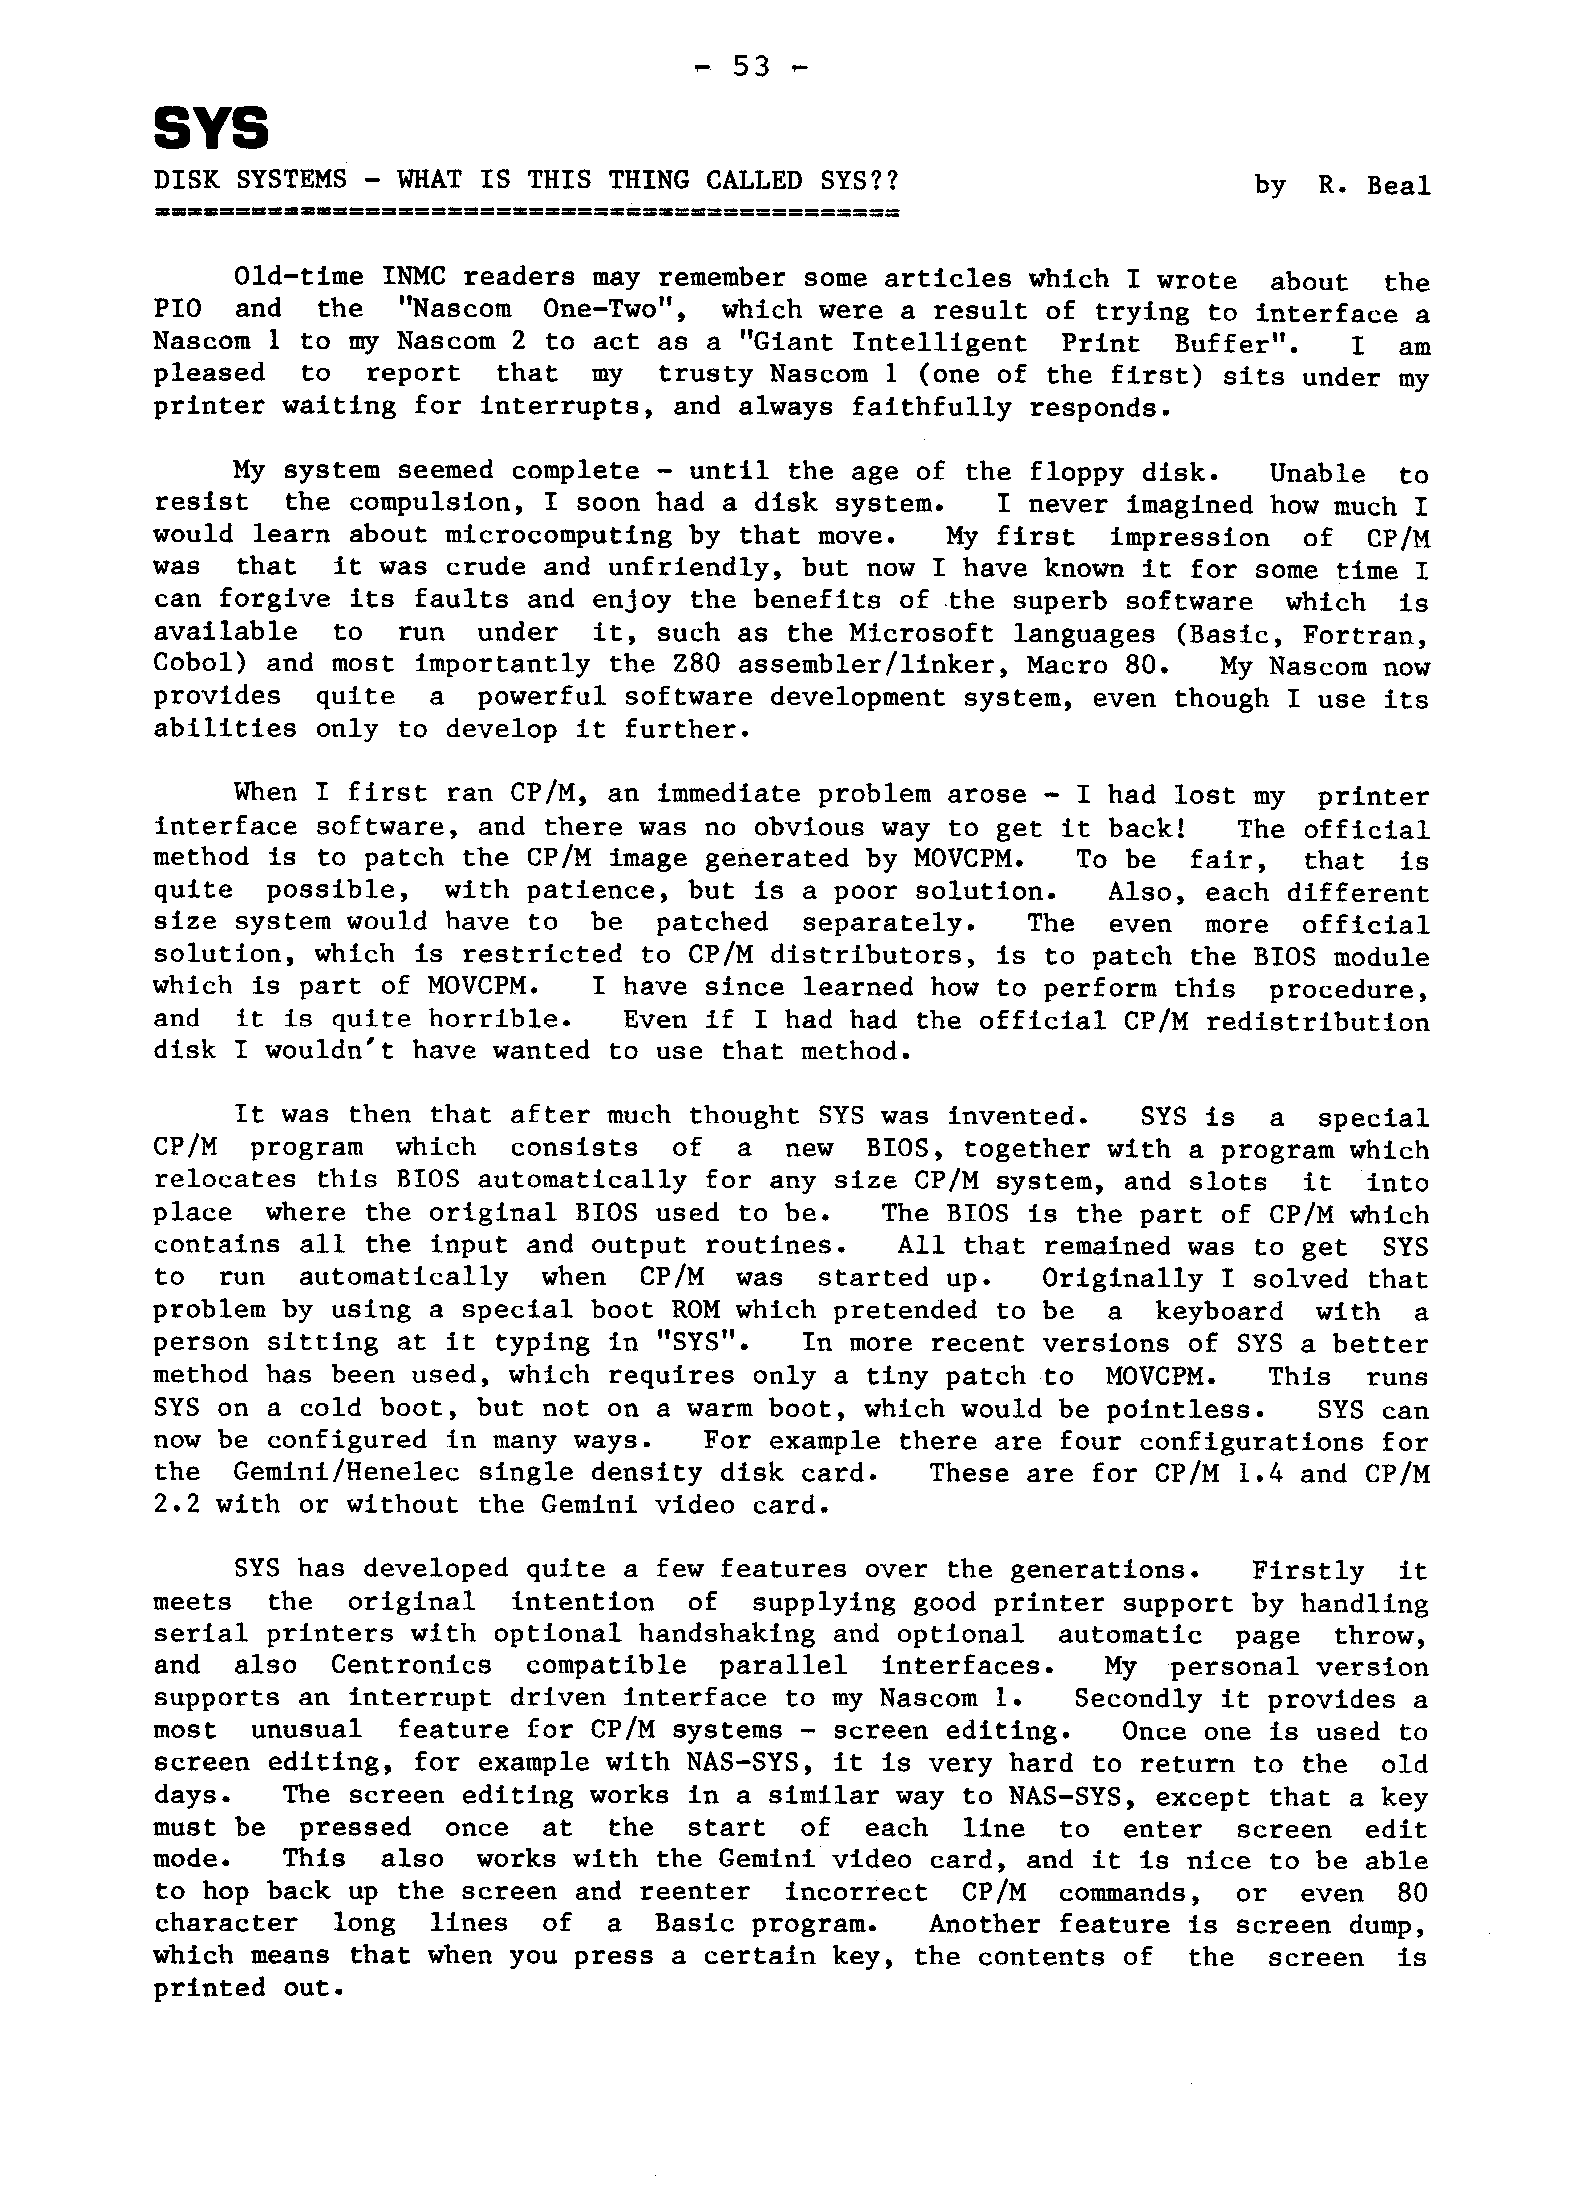 - 53 -
SYS
DISK SYSTEMS - WHAT IS THIS THING CALLED SYS?? by R. Beal
==============================================
Old-time INMC readers may remember some articles which I wrote about the
PIO and the "Nascom One-Two", which were a result of trying to interface a
Nascom 1 to my Nascom 2 to act as a "Giant Intelligent Print Buffer". I am
pleased to report that my trusty Nascom 1 (one of the first) sits under my
printer waiting for interrupts, and always faithfully responds.
My system seemed complete - until the age of the floppy disk. Unable to
resist the compulsion, I soon had a disk system. I never imagined how much I
would learn about microcomputing by that move. My first impression of CP/M
was that it was crude and unfriendly, but now I have known it for some time I
can forgive its faults and enjoy the benefits of the superb software which is
available to run under it, such as the Microsoft languages (Basic, Fortran,
Cobol) and most importantly the Z80 assembler/linker, Macro 80. My Nascom now
provides quite a powerful software development system, even though I use its
abilities only to develop it further.
When I first ran CP/M, an immediate problem arose - I had lost my printer
interface software, and there was no obvious way to get it back! The official
method is to patch the CP/M image generated by MOVCPM. To be fair, that is
quite possible, with patience, but is a poor solution. Also, each different
size system would have to be patched separately. The even more official
solution, which is restricted to CP/M distributors, is to patch the BIOS module
which is part of MOVCPM. I have since learned how to perform this procedure,
and it is quite horrible. Even if I had had the official CP/M redistribution
disk I wouldn't have wanted to use that method.
It was then that after much thought SYS was invented. SYS is a special
CP/M program which consists of a new BIOS, together with a program which
relocates this BIOS automatically for any size CP/M system, and slots it into
place where the original BIOS used to be. The BIOS is the part of CP/M which
contains all the input and output routines. All that remained was to get SYS
to run automatically when CP/M was started up. Originally I solved that
problem by using a special boot ROM which pretended to be a keyboard with a
person sitting at it typing in "SYS". In more recent versions of SYS a better
method has been used, which requires only a tiny patch to MOVCPM. This runs
SYS on a cold boot, but not on a warm boot, which would be pointless. SYS can
now be configured in many ways. For example there are four configurations for
the Gemini/Henelec single density disk card. These are for CP/M 1.4 and CP/M
2.2 with or without the Gemini video card.
SYS has developed quite a few features over the generations. Firstly it
meets the original intention of supplying good printer support by handling
serial printers with optional handshaking and optional automatic page throw,
and also Centronics compatible parallel interfaces. My personal version
supports an interrupt driven interface to my Nascom 1. Secondly it provides a
most unusual feature for CP/M systems - screen editing. Once one is used to
screen editing, for example with NAS-SYS, it is very hard to return to the old
days. The screen editing works in a similar way to NAS-SYS, except that a key
must be pressed once at the start of each line to enter screen edit
mode. This also works with the Gemini video card, and it is nice to be able
to hop back up the screen and reenter incorrect CP/M commands, or even 80
character long lines of a Basic program. Another feature is screen dump,
which means that when you press a certain key, the contents of the screen is
printed out.